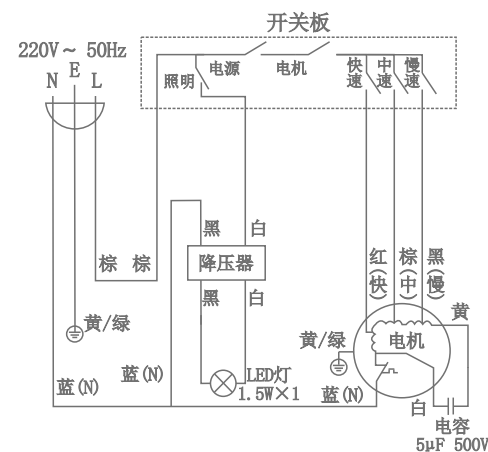 开关板
220V～ 50Hz
N E L
照明
电源
电机
快速
中速
慢速
黑 白
棕 棕
降压器
黑 白
红(快)
棕(中)
黑(慢)
黄/绿
黄/绿
电机
黄
蓝(N)
蓝(N)
LED灯
1.5W×1
蓝(N)
白
电容
5μF 500V